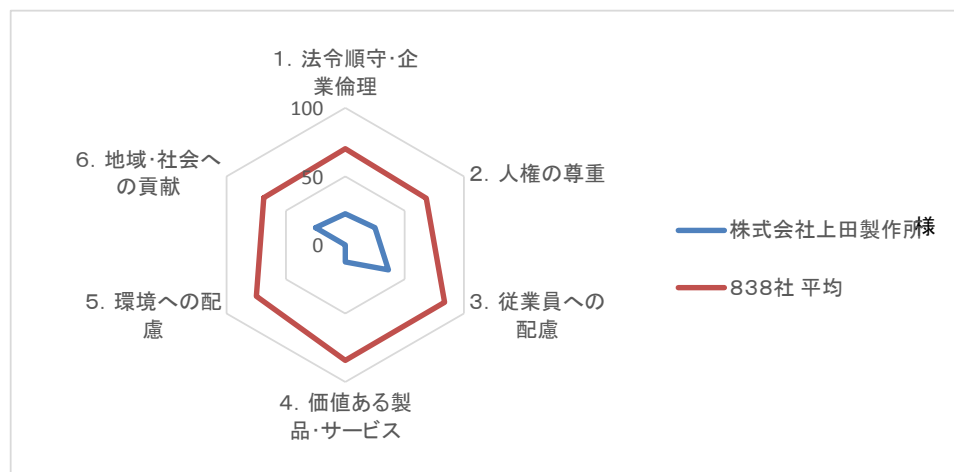 1. 法令順守・企
業倫理
100
6. 地域・社会へ
の貢献
50
2. 人権の尊重
株式会社上田製作所様
0
838社 平均
5. 環境への配
慮
3. 従業員への
配慮
4. 価値ある製
品・サービス